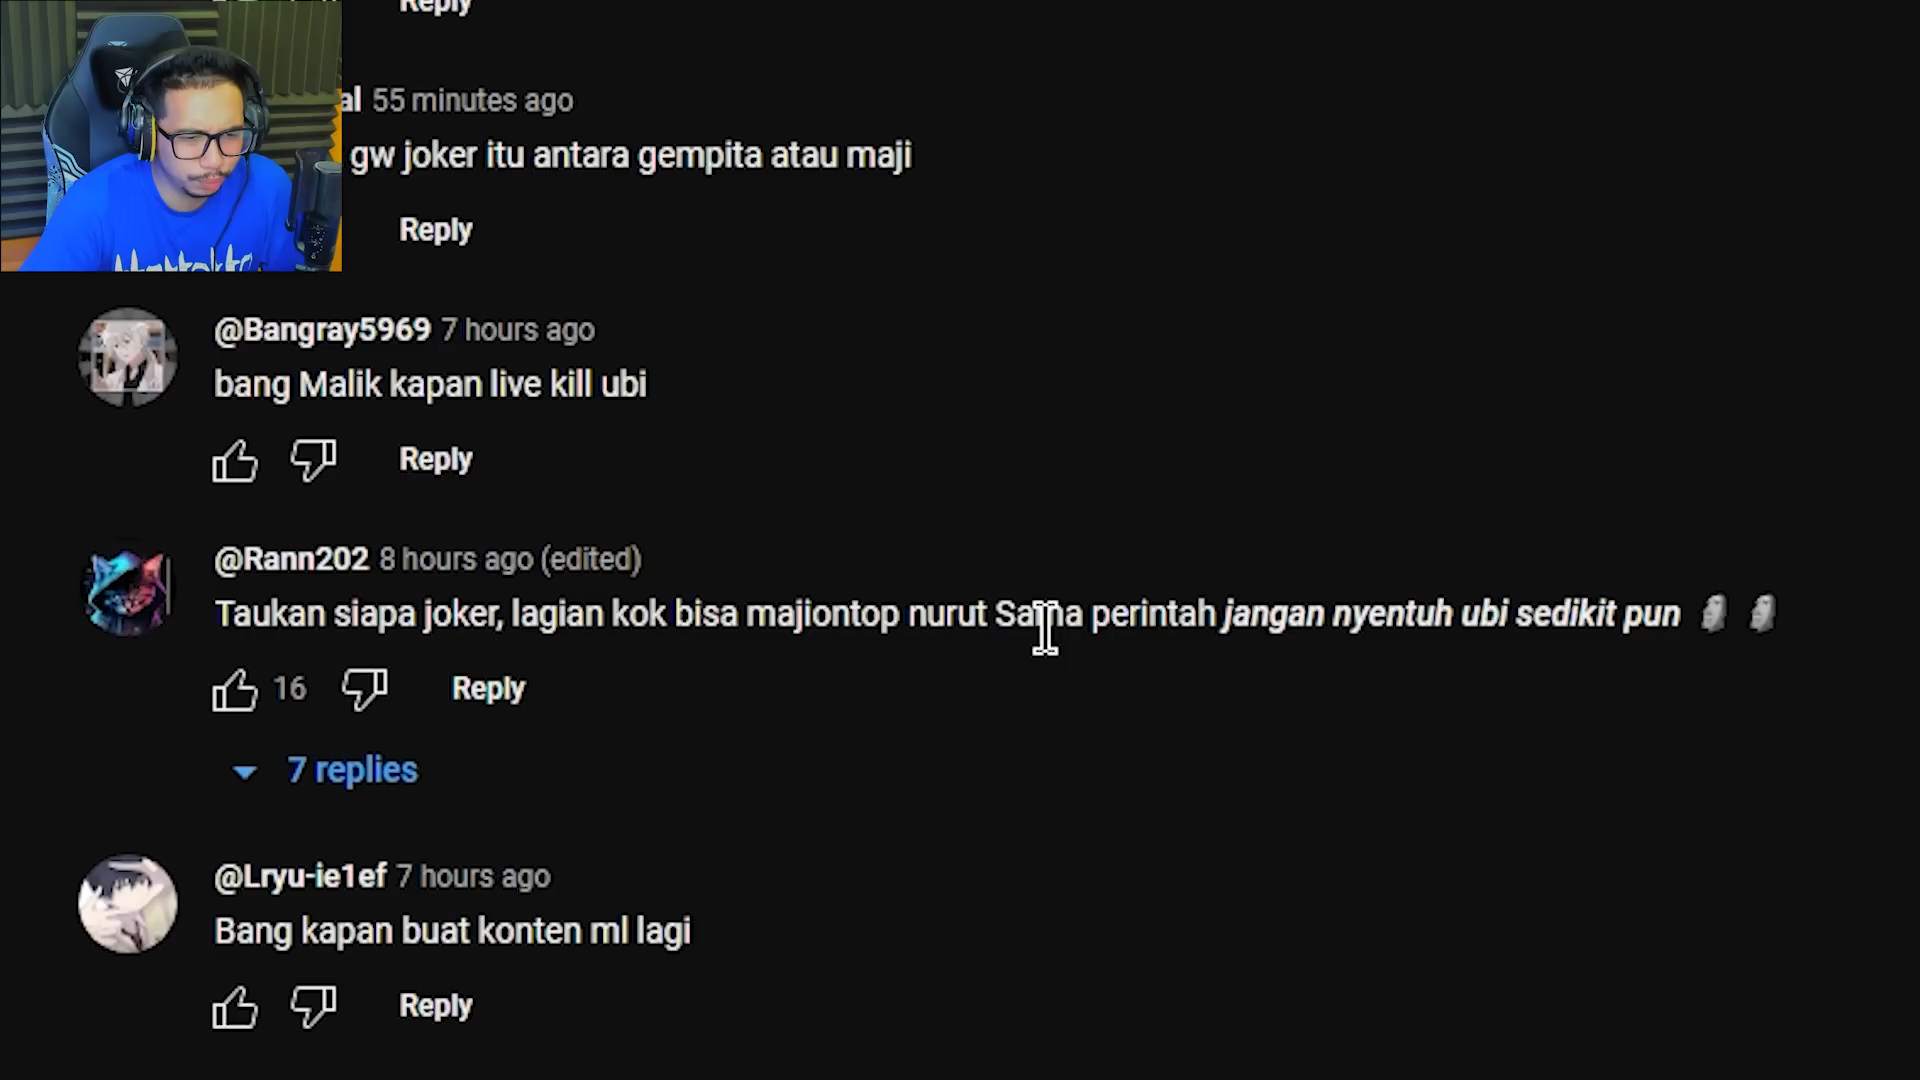 Reply
al 55 minutes ago
gw joker itu antara gempita atau maji
Reply
@Bangray5969 7 hours ago
bang Malik kapan live kill ubi
Reply
@Rann202 8 hours ago (edited)
Taukan siapa joker, lagian kok bisa majiontop nurut Sama perintah jangan nyentuh ubi sedikit pun 🗿 🗿
16 Reply
7 replies
@Lryu-ie1ef 7 hours ago
Bang kapan buat konten ml lagi
Reply